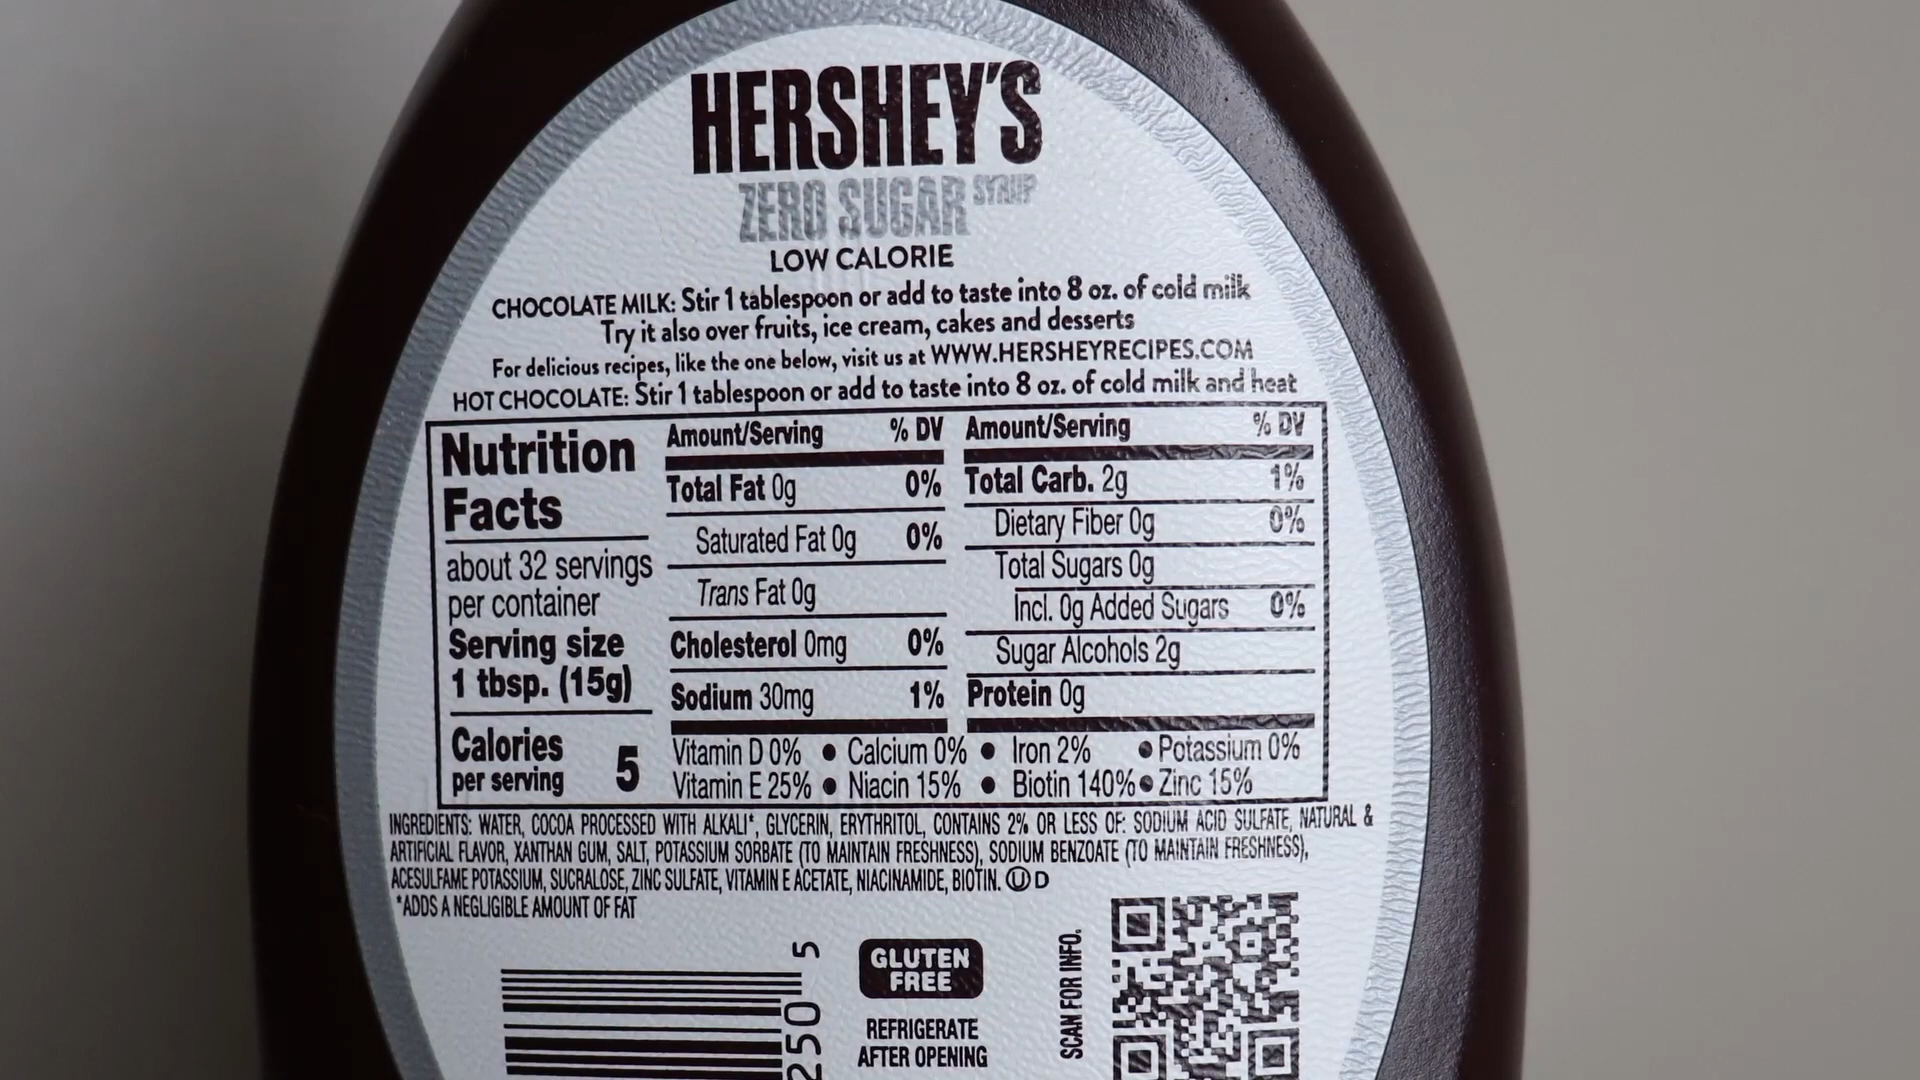 HERSHEY'S
ZERO SUGAR SYRUP
LOW CALORIE
CHOCOLATE MILK: Stir 1 tablespoon or add to taste into 8 oz. of cold milk
Try it also over fruits, ice cream, cakes and desserts
For delicious recipes, like the one below, visit us at WWW.HERSHEYRECIPES.COM
HOT CHOCOLATE: Stir 1 tablespoon or add to taste into 8 oz. of cold milk and heat
Nutrition
Facts
about 32 servings
per container
Serving size
1 tbsp. (15g)
Calories
per serving 5
Amount/Serving % DV
Total Fat 0g 0%
Saturated Fat 0g 0%
Trans Fat 0g
Cholesterol 0mg 0%
Sodium 30mg 1%
Amount/Serving % DV
Total Carb. 2g 1%
Dietary Fiber 0g 0%
Total Sugars 0g
Incl. 0g Added Sugars 0%
Sugar Alcohols 2g
Protein 0g
Vitamin D 0% • Calcium 0% • Iron 2% • Potassium 0%
Vitamin E 25% • Niacin 15% • Biotin 140% • Zinc 15%
INGREDIENTS: WATER, COCOA PROCESSED WITH ALKALI*, GLYCERIN, ERYTHRITOL, CONTAINS 2% OR LESS OF: SODIUM ACID SULFATE, NATURAL &
ARTIFICIAL FLAVOR, XANTHAN GUM, SALT, POTASSIUM SORBATE (TO MAINTAIN FRESHNESS), SODIUM BENZOATE (TO MAINTAIN FRESHNESS),
ACESULFAME POTASSIUM, SUCRALOSE, ZINC SULFATE, VITAMIN E ACETATE, NIACINAMIDE, BIOTIN. Ⓤ D
*ADDS A NEGLIGIBLE AMOUNT OF FAT
250 5
GLUTEN
FREE
REFRIGERATE
AFTER OPENING
SCAN FOR INFO.